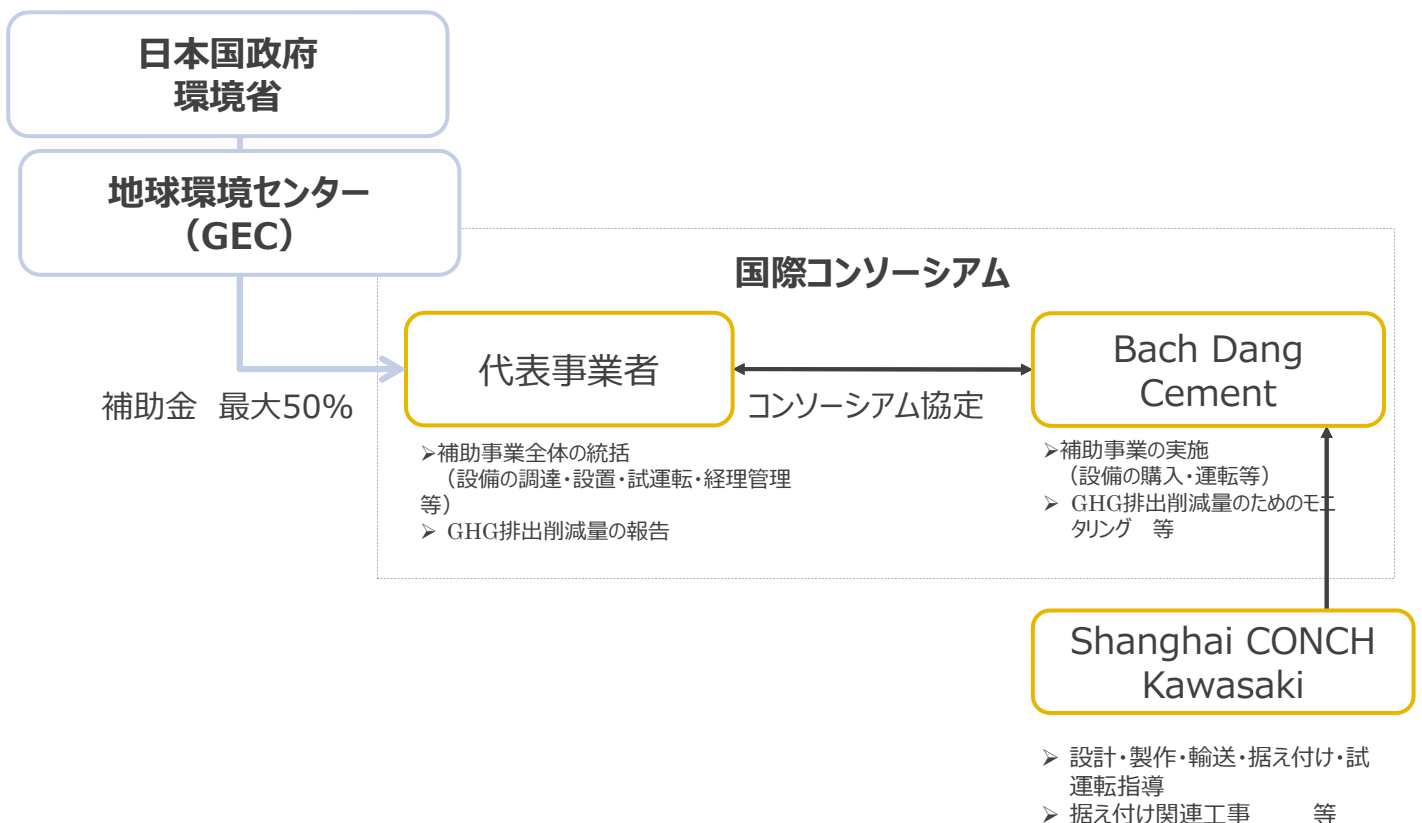 日本国政府
環境省
地球環境センター
（GEC）
国際コンソーシアム
代表事業者
Bach Dang
Cement
補助金　最大50%
コンソーシアム協定
➢補助事業全体の統括
（設備の調達・設置・試運転・経理管理
等）
➢ GHG排出削減量の報告
➢補助事業の実施
（設備の購入・運転等）
➢ GHG排出削減量のためのモニ
タリング　等
Shanghai CONCH
Kawasaki
➢ 設計・製作・輸送・据え付け・試
運転指導
➢ 据え付け関連工事　　等